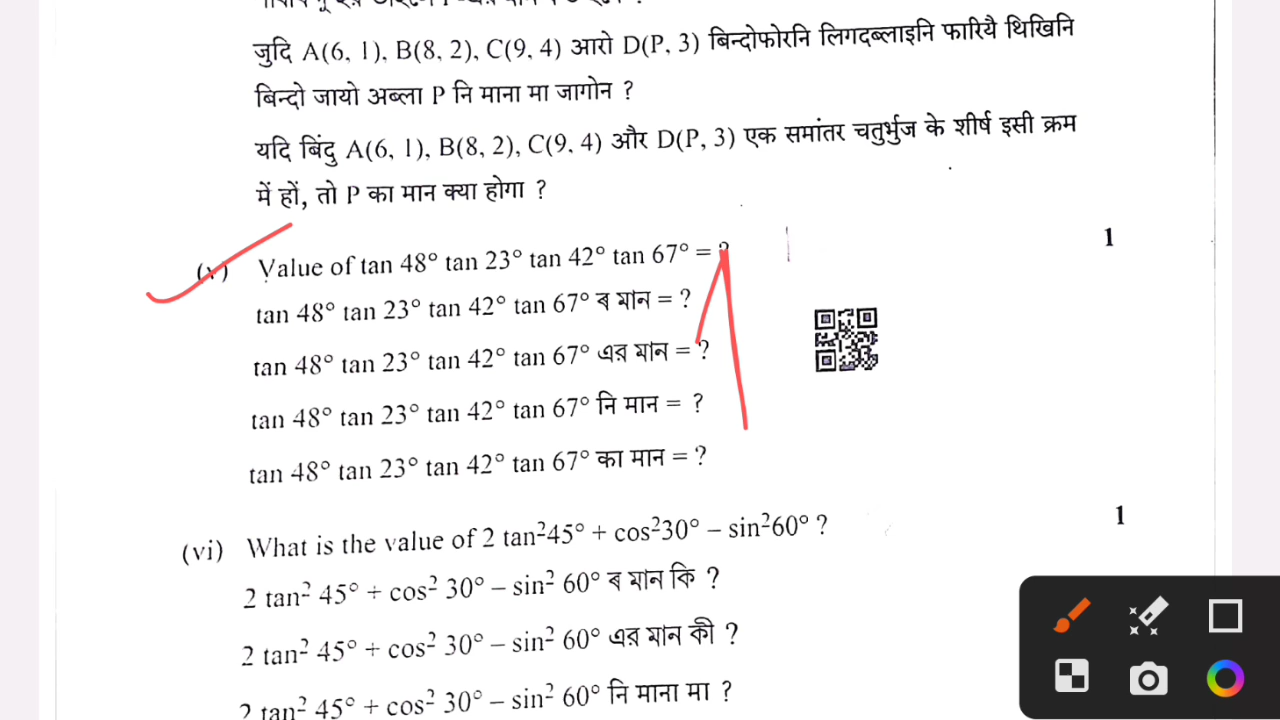 जुदि A(6, 1), B(8, 2), C(9, 4) आरो D(P, 3) बिन्दोफोरनि लिगदब्लाइनि फारियै थिखिनि
बिन्दो जायो अब्ला P नि माना मा जागोन ?
यदि बिंदु A(6, 1), B(8, 2), C(9, 4) और D(P, 3) एक समांतर चतुर्भुज के शीर्ष इसी क्रम
में हों, तो P का मान क्या होगा ?
(v) Value of tan 48° tan 23° tan 42° tan 67° = ? 1
tan 48° tan 23° tan 42° tan 67° ৰ মান = ?
tan 48° tan 23° tan 42° tan 67° এর মান = ?
tan 48° tan 23° tan 42° tan 67° नि मान = ?
tan 48° tan 23° tan 42° tan 67° का मान = ?
(vi) What is the value of 2 tan²45° + cos²30° – sin²60° ? 1
2 tan² 45° + cos² 30° – sin² 60° ৰ মান কি ?
2 tan² 45° + cos² 30° – sin² 60° এর মান কী ?
2 tan² 45° + cos² 30° – sin² 60° नि माना मा ?